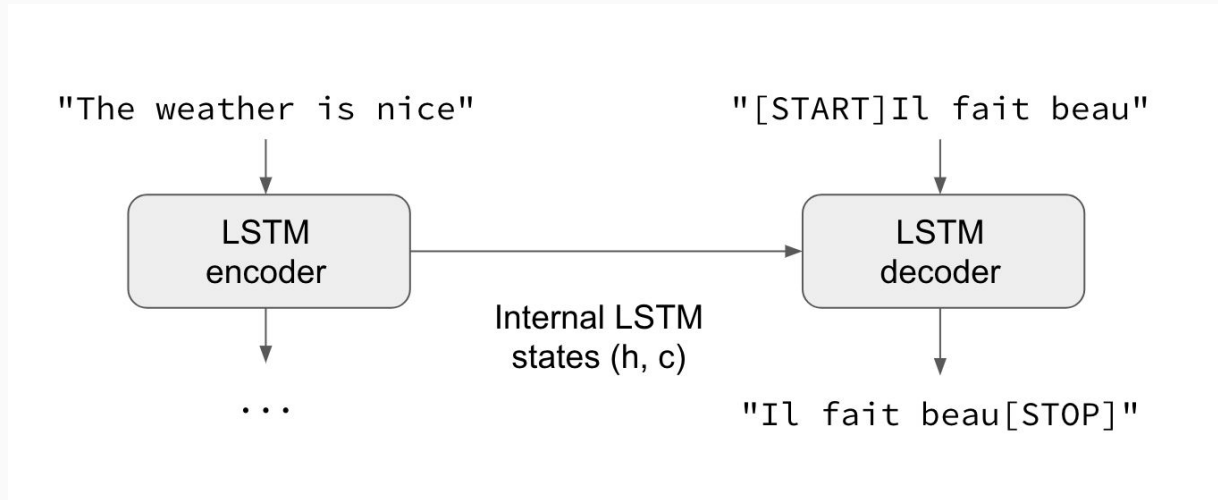 "The weather is nice"
"[START]Il fait beau"
LSTM
encoder
LSTM
decoder
Internal LSTM
states (h, c)
...
"Il fait beau[STOP]"